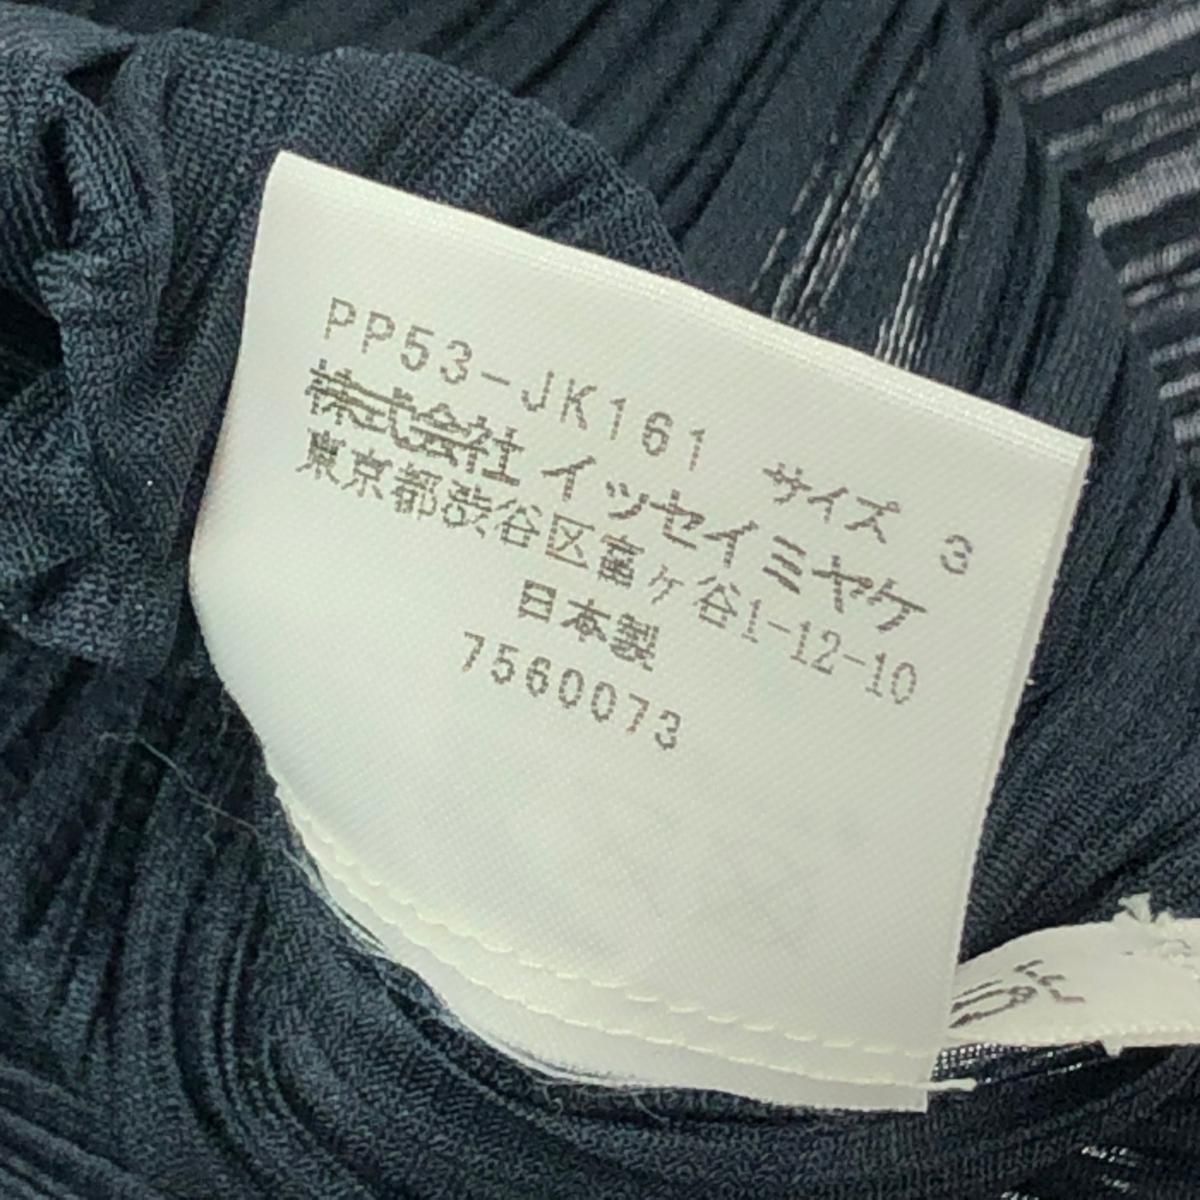 PP53-JK161 サイズ 3
株式会社 イッセイミヤケ
東京都渋谷区富ヶ谷1-12-10
日本製
7560073